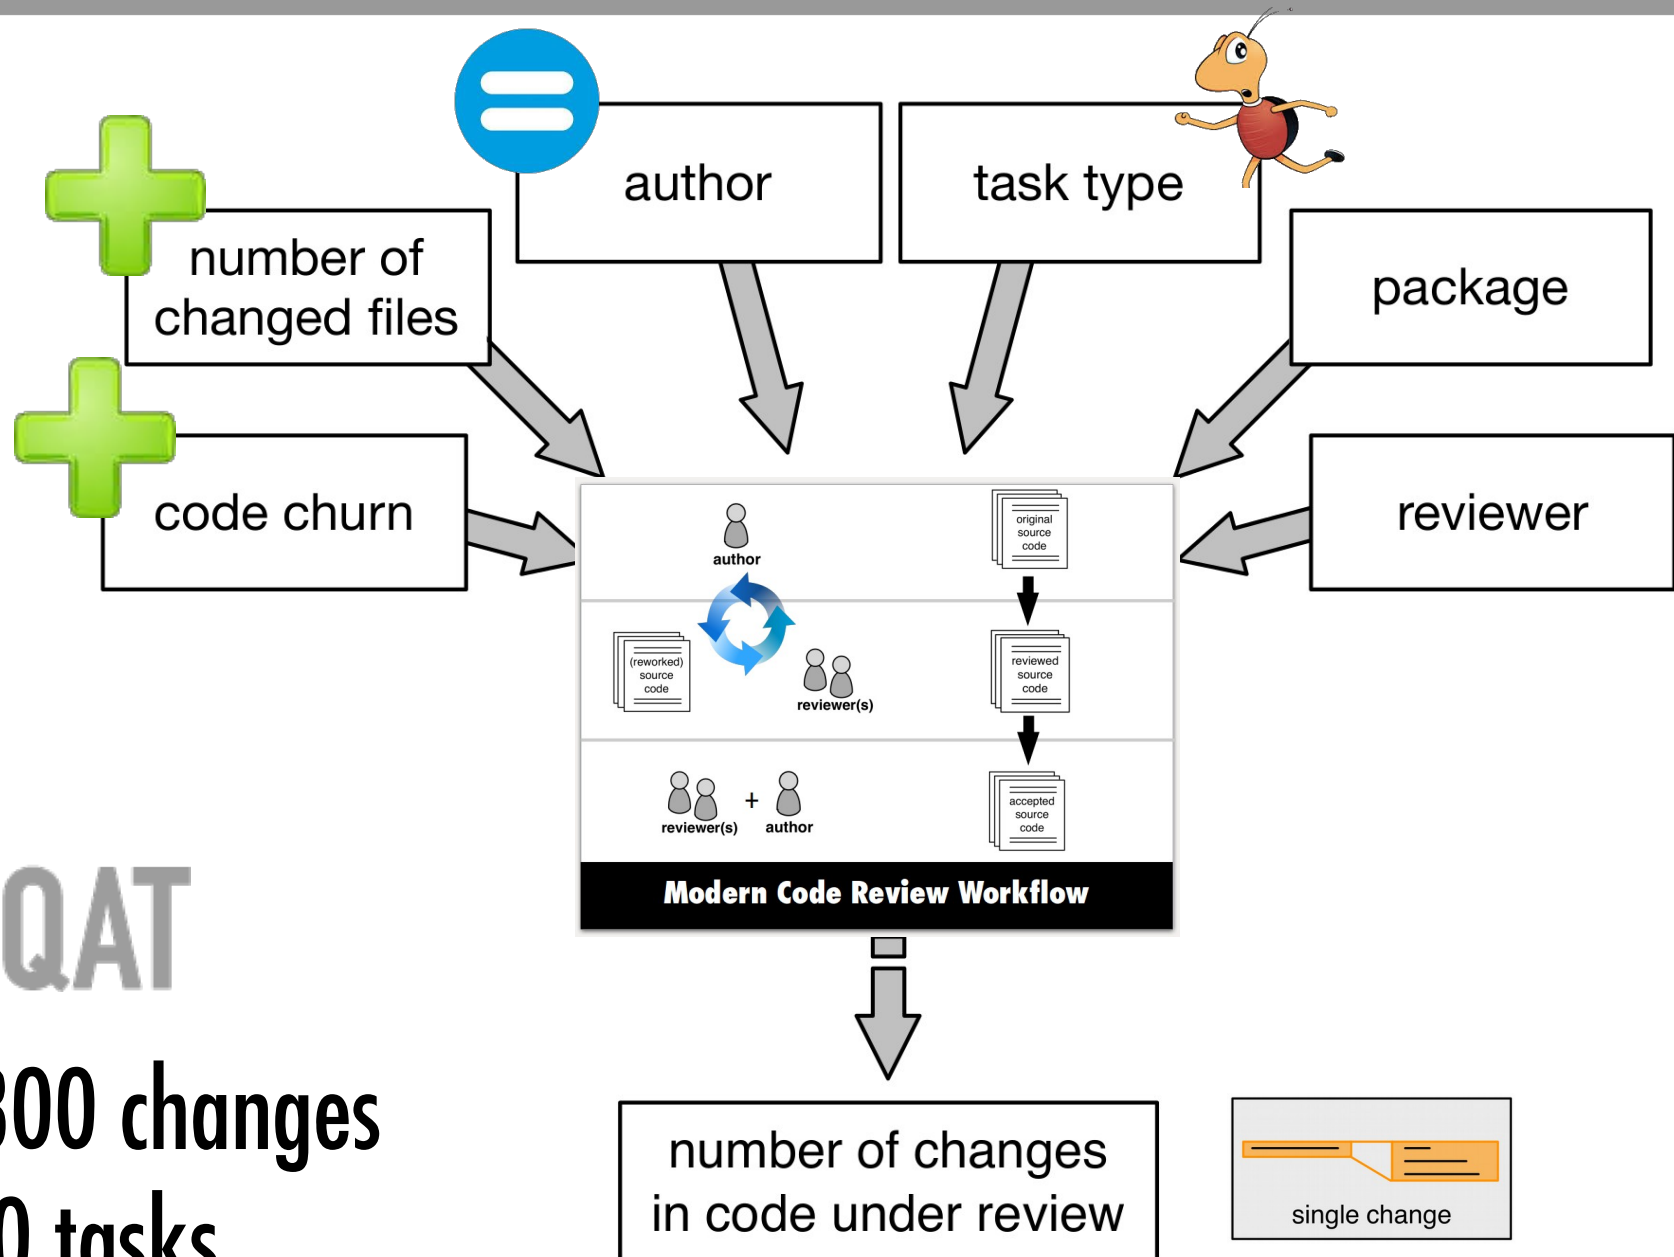 author
task type
number of
changed files
package
code churn
reviewer
author
original
source
code
(reworked)
source
code
reviewer(s)
reviewed
source
code
reviewer(s)
+
author
accepted
source
code
Modern Code Review Workflow
QAT
300 changes
0 tasks
number of changes
in code under review
single change